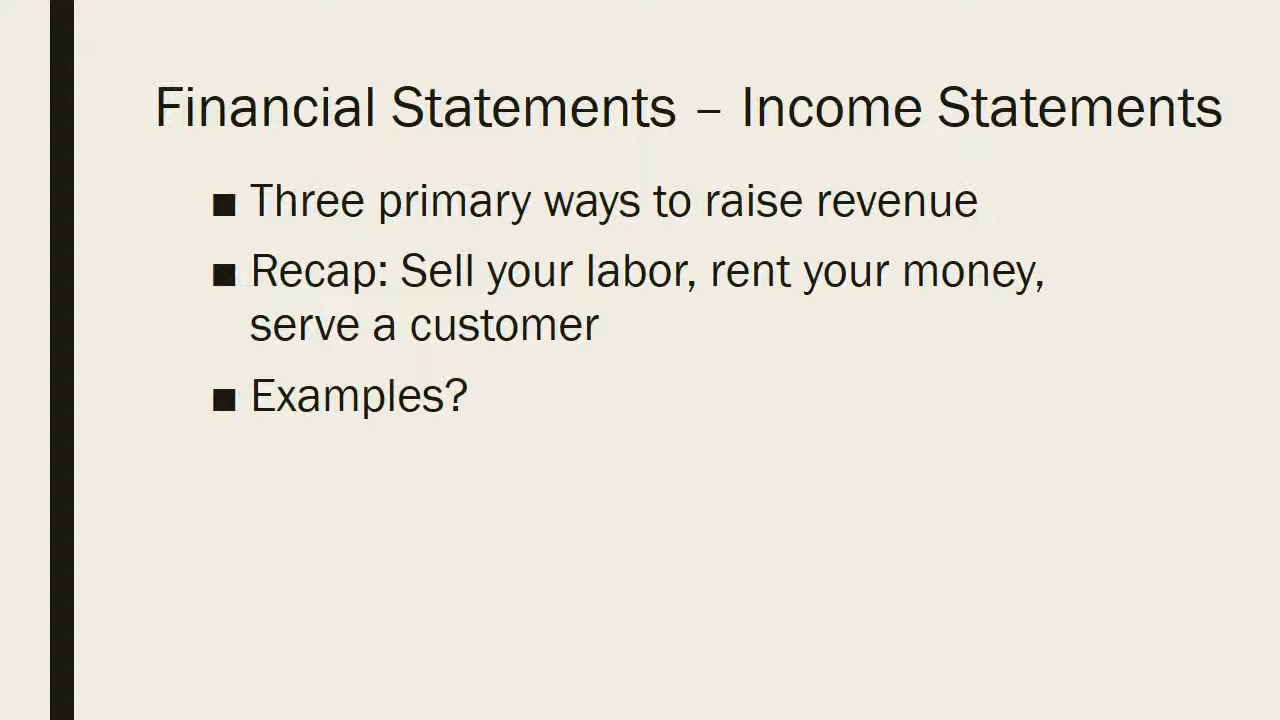 Financial Statements – Income Statements
■ Three primary ways to raise revenue
■ Recap: Sell your labor, rent your money,
serve a customer
■ Examples?